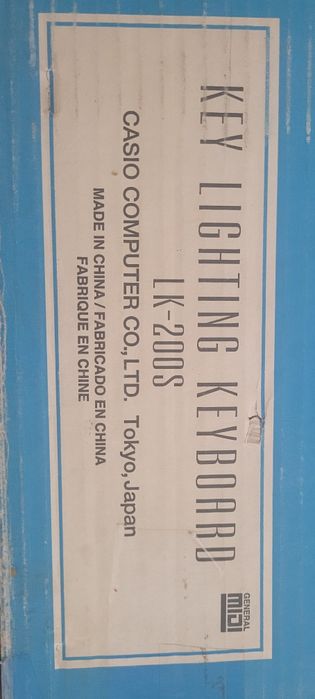 GENERAL
MIDI
KEY LIGHTING KEYBOARD
LK-200S
CASIO COMPUTER CO., LTD. Tokyo, Japan
MADE IN CHINA / FABRICADO EN CHINA
FABRIQUE EN CHINE